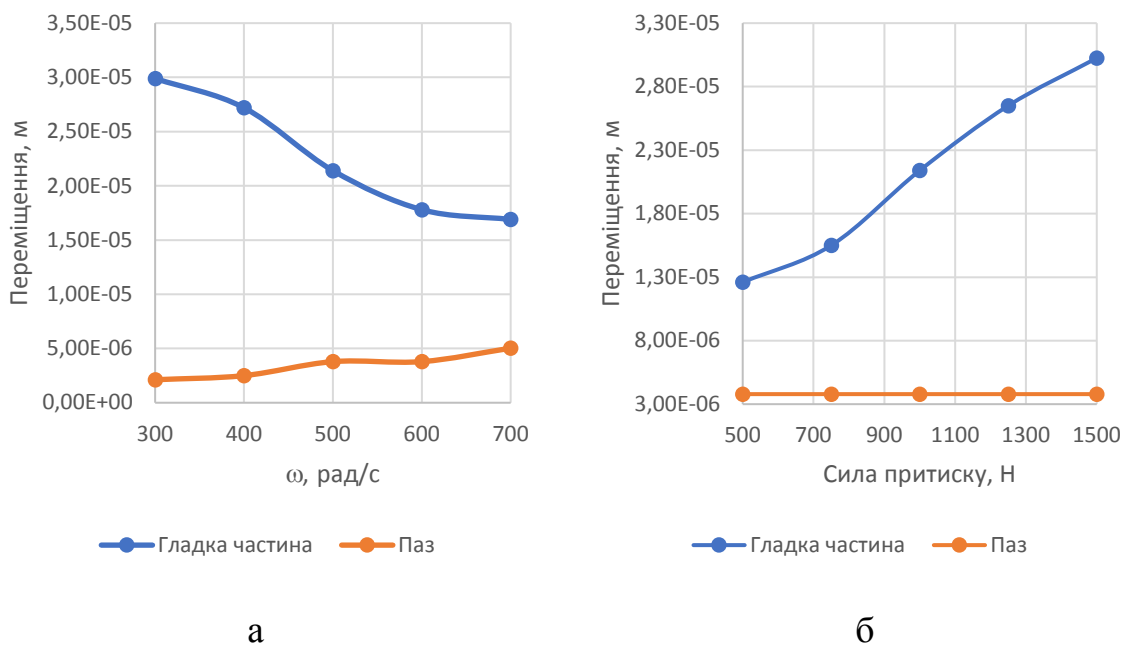 3,50E-05
3,00E-05
2,50E-05
2,00E-05
1,50E-05
1,00E-05
5,00E-06
0,00E+00
Переміщення, м
300 400 500 600 700
ω, рад/с
Гладка частина Паз
а
3,30E-05
2,80E-05
2,30E-05
1,80E-05
1,30E-05
8,00E-06
3,00E-06
Переміщення, м
500 700 900 1100 1300 1500
Сила притиску, Н
Гладка частина Паз
б